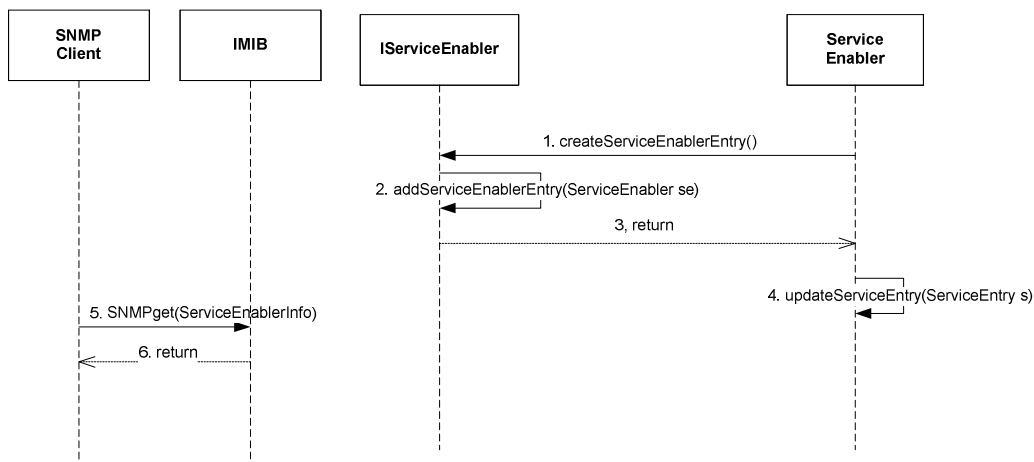 SNMP
Client
IMIB
IServiceEnabler
Service
Enabler
1. createServiceEnablerEntry()
2. addServiceEnablerEntry(ServiceEnabler se)
3, return
4. updateServiceEntry(ServiceEntry s)
5. SNMPget(ServiceEnablerInfo)
6. return